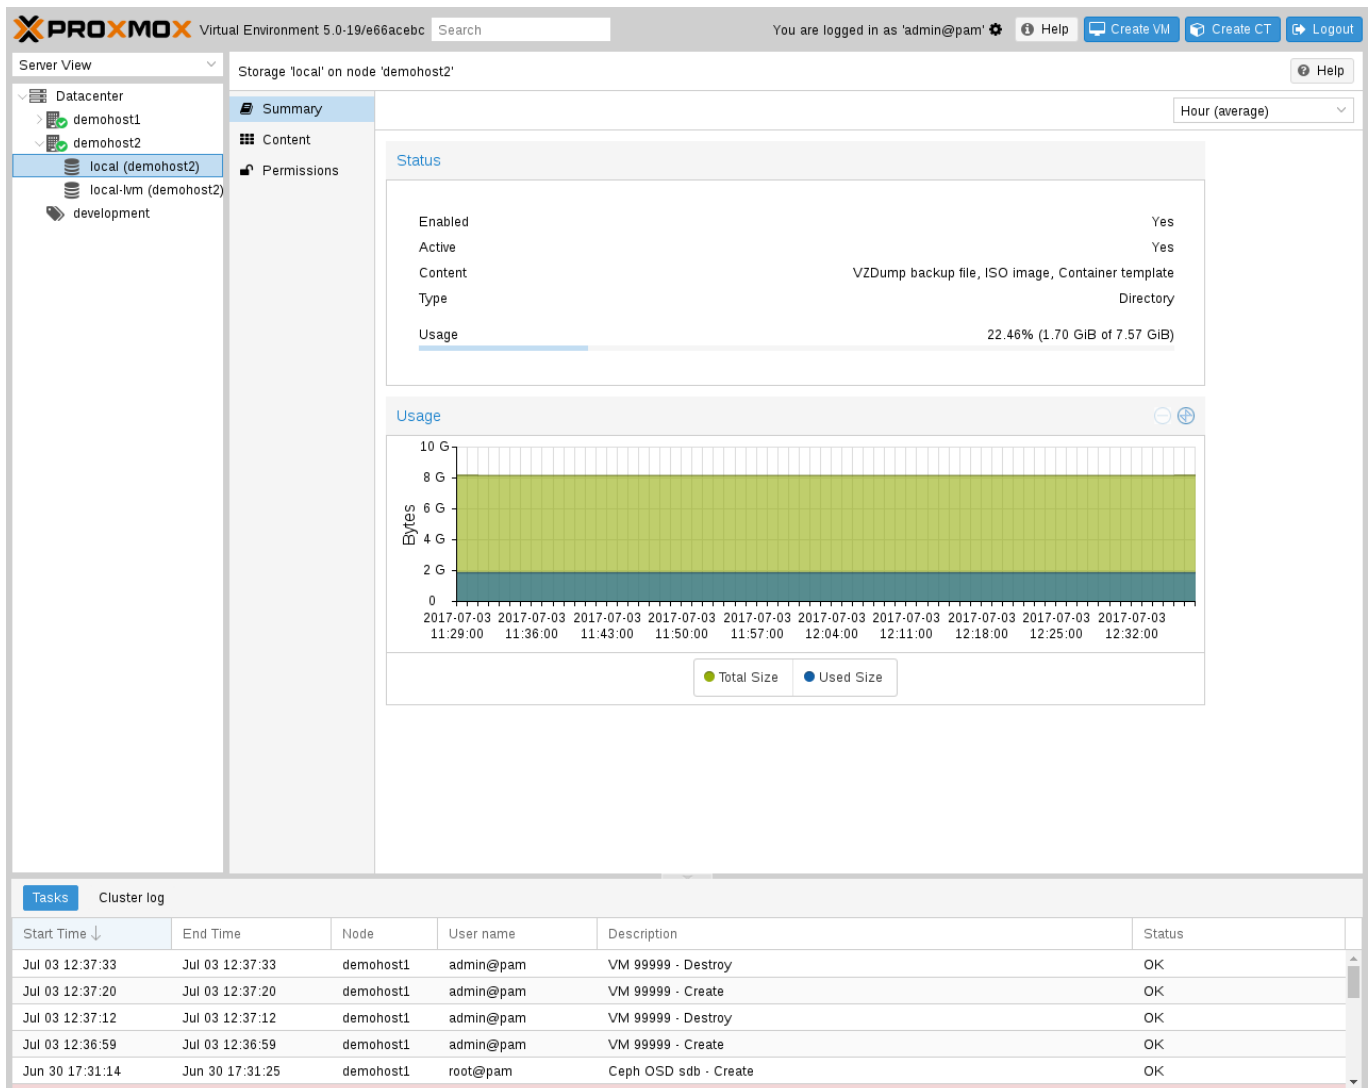 PROXMOX Virtual Environment 5.0-19/e66acebc Search You are logged in as 'admin@pam' Help Create VM Create CT Logout
Server View
Storage 'local' on node 'demohost2' Help
Datacenter
demohost1
demohost2
local (demohost2)
local-lvm (demohost2)
development
Summary
Content
Permissions
Hour (average)
Status
Enabled Yes
Active Yes
Content VZDump backup file, ISO image, Container template
Type Directory
Usage 22.46% (1.70 GiB of 7.57 GiB)
Usage
10 G
8 G
6 G
4 G
2 G
0
Bytes
2017-07-03 2017-07-03 2017-07-03 2017-07-03 2017-07-03 2017-07-03 2017-07-03 2017-07-03 2017-07-03 2017-07-03
11:29:00 11:36:00 11:43:00 11:50:00 11:57:00 12:04:00 12:11:00 12:18:00 12:25:00 12:32:00
Total Size Used Size
Tasks Cluster log
Start Time End Time Node User name Description Status
Jul 03 12:37:33 Jul 03 12:37:33 demohost1 admin@pam VM 99999 - Destroy OK
Jul 03 12:37:20 Jul 03 12:37:20 demohost1 admin@pam VM 99999 - Create OK
Jul 03 12:37:12 Jul 03 12:37:12 demohost1 admin@pam VM 99999 - Destroy OK
Jul 03 12:36:59 Jul 03 12:36:59 demohost1 admin@pam VM 99999 - Create OK
Jun 30 17:31:14 Jun 30 17:31:25 demohost1 root@pam Ceph OSD sdb - Create OK